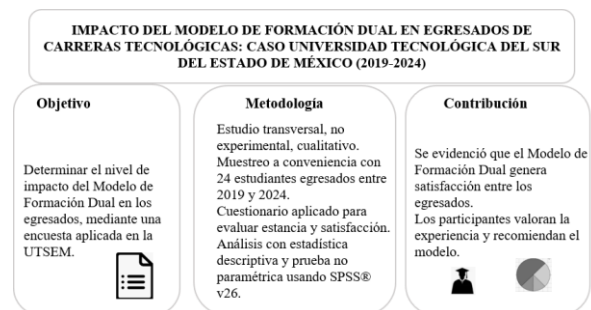 IMPACTO DEL MODELO DE FORMACIÓN DUAL EN EGRESADOS DE
CARRERAS TECNOLÓGICAS: CASO UNIVERSIDAD TECNOLÓGICA DEL SUR
DEL ESTADO DE MÉXICO (2019-2024)
Objetivo
Determinar el nivel de
impacto del Modelo de
Formación Dual en los
egresados, mediante una
encuesta aplicada en la
UTSEM.
Metodología
Estudio transversal, no
experimental, cualitativo.
Muestreo a conveniencia con
24 estudiantes egresados entre
2019 y 2024.
Cuestionario aplicado para
evaluar estancia y satisfacción.
Análisis con estadística
descriptiva y prueba no
paramétrica usando SPSS®
v26.
Contribución
Se evidenció que el Modelo de
Formación Dual genera
satisfacción entre los
egresados.
Los participantes valoran la
experiencia y recomiendan el
modelo.